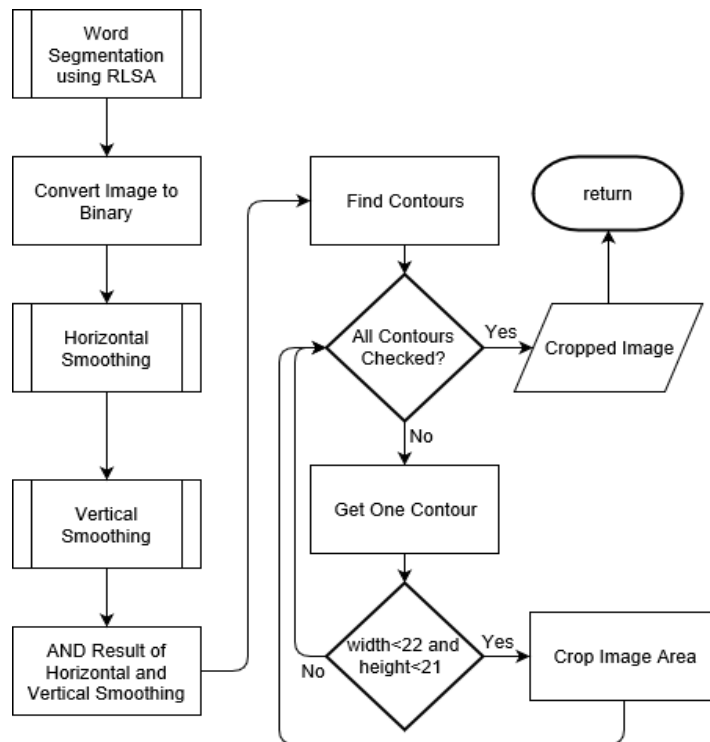 Word
Segmentation
using RLSA
Convert Image to
Binary
Horizontal
Smoothing
Vertical
Smoothing
AND Result of
Horizontal and
Vertical Smoothing
Find Contours
All Contours
Checked?
Yes
Cropped Image
return
No
Get One Contour
width<22 and
height<21
No
Yes
Crop Image Area